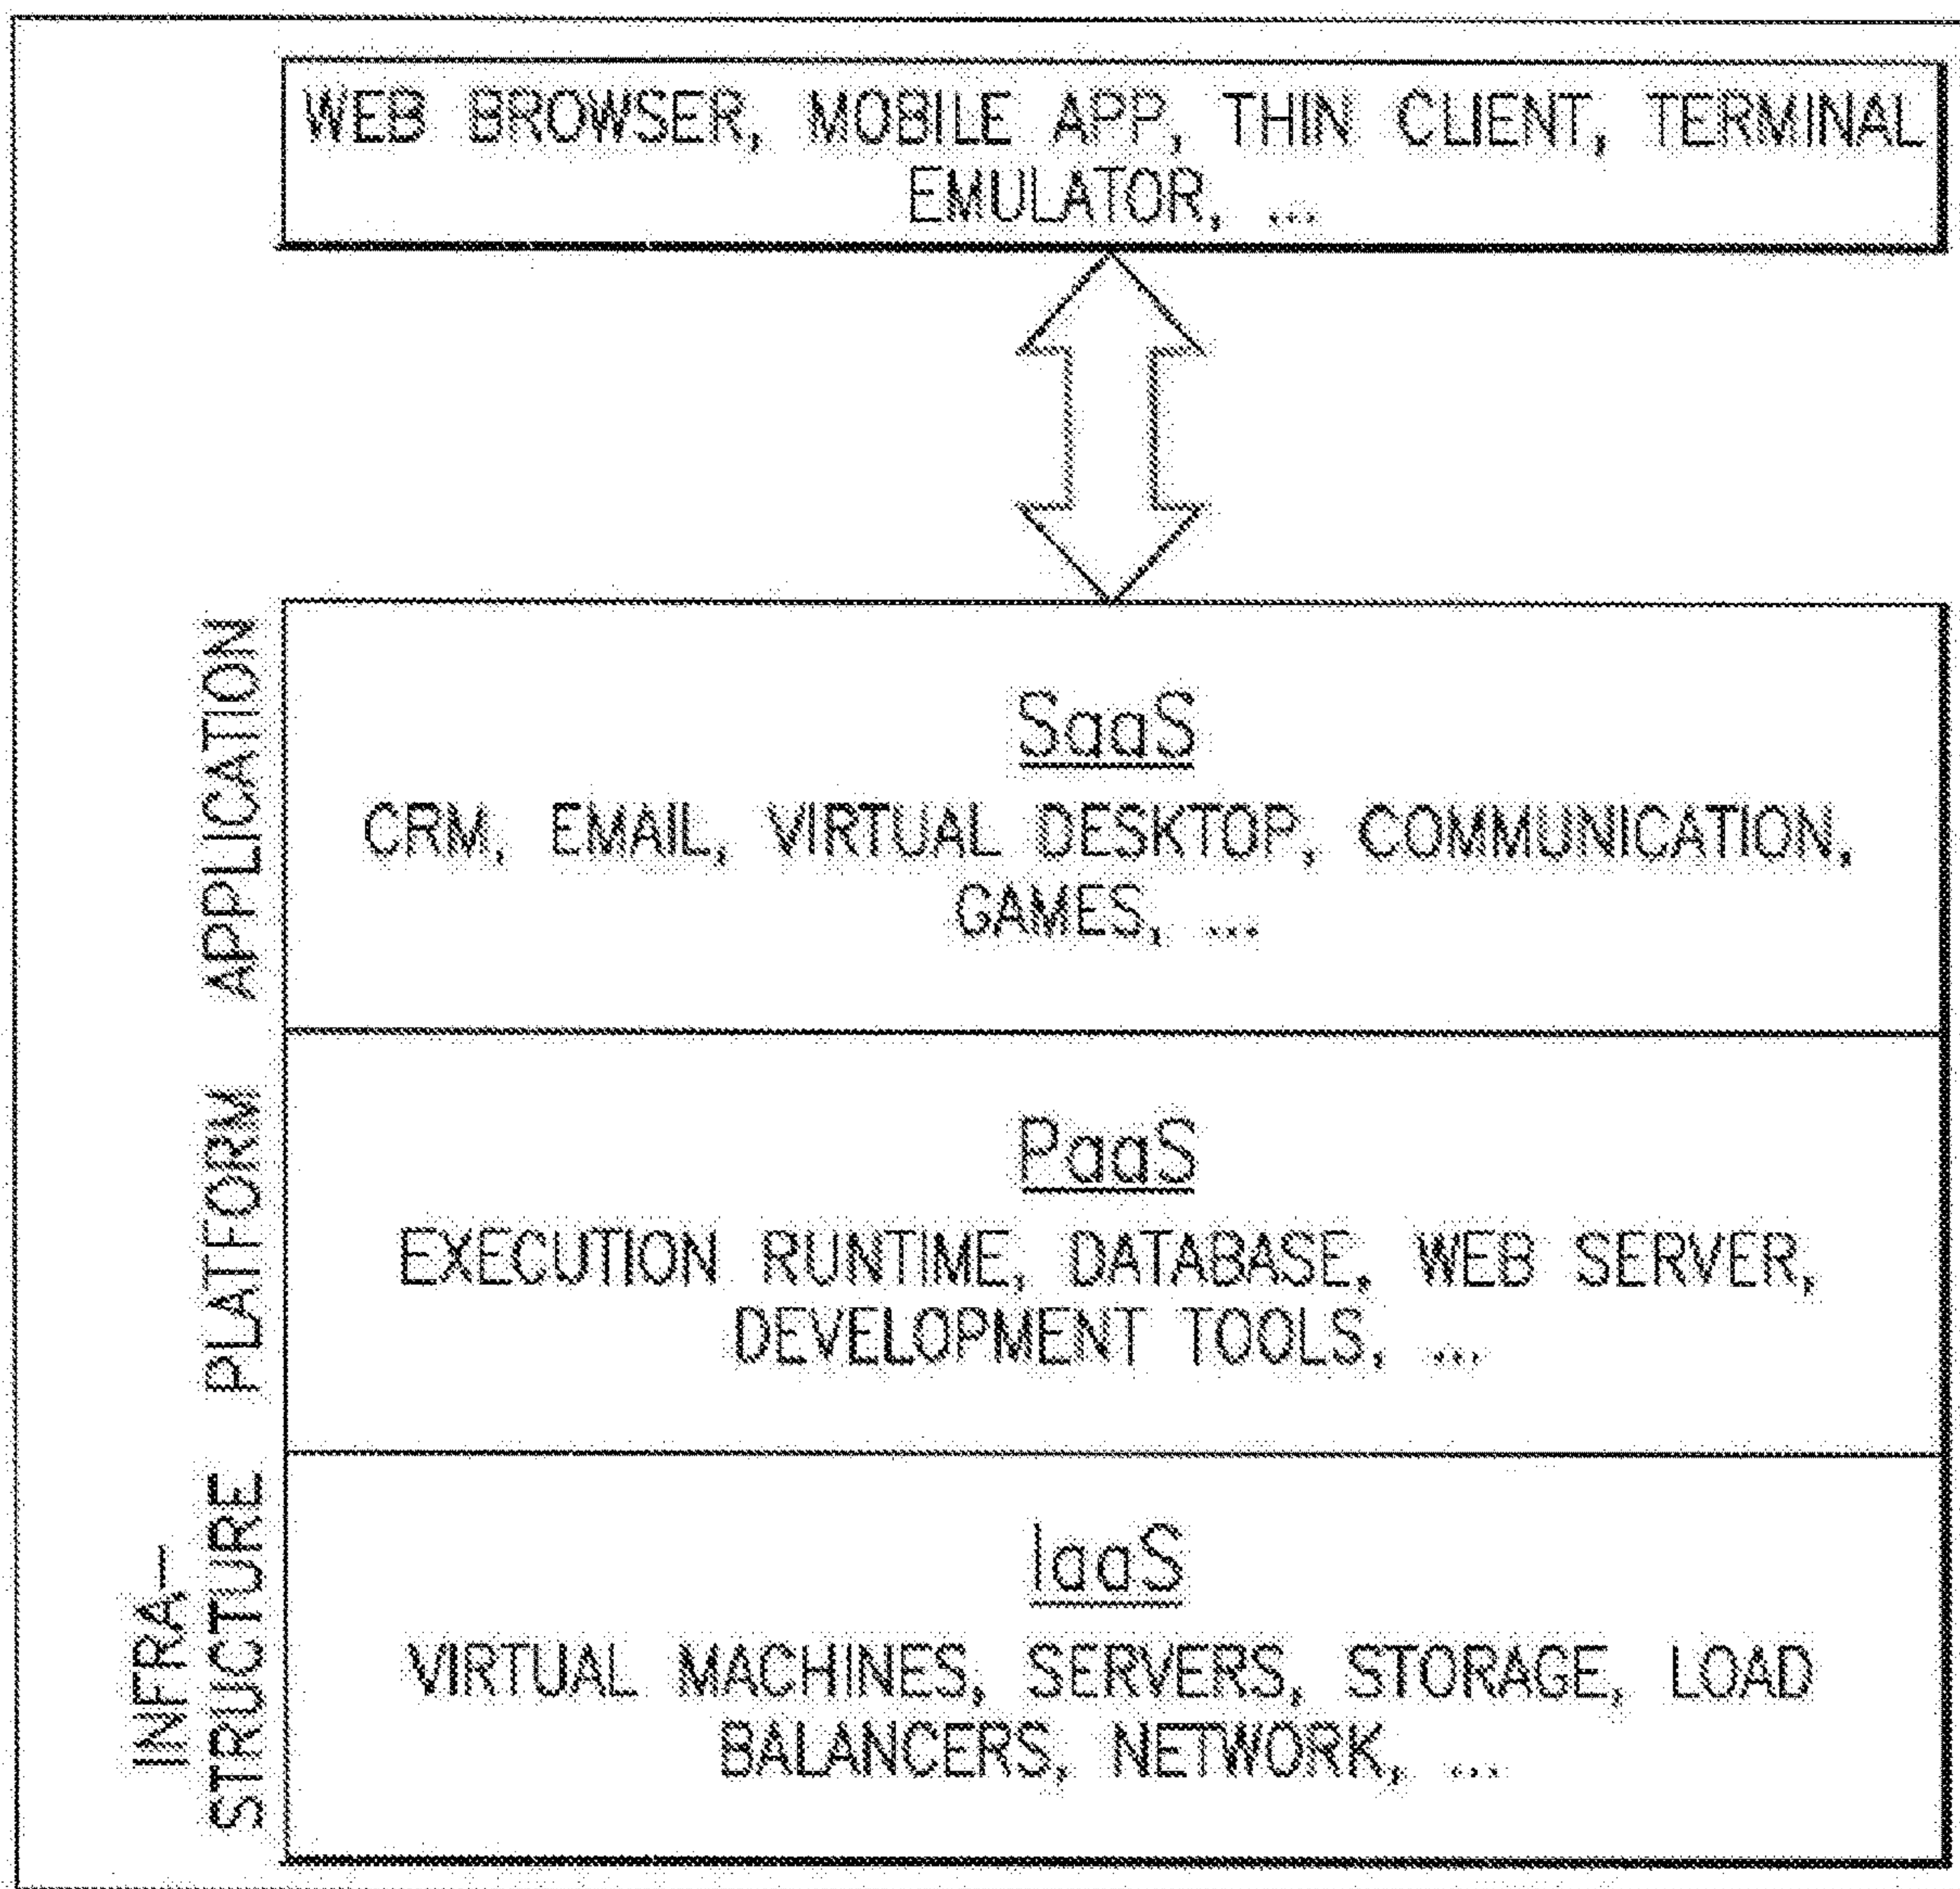 WEB BROWSER, MOBILE APP, THIN CLIENT, TERMINAL
EMULATOR, ...
APPLICATION
SaaS
CRM, EMAIL, VIRTUAL DESKTOP, COMMUNICATION,
GAMES, ...
PLATFORM
PaaS
EXECUTION RUNTIME, DATABASE, WEB SERVER,
DEVELOPMENT TOOLS, ...
INFRA-
STRUCTURE
IaaS
VIRTUAL MACHINES, SERVERS, STORAGE, LOAD
BALANCERS, NETWORK, ...